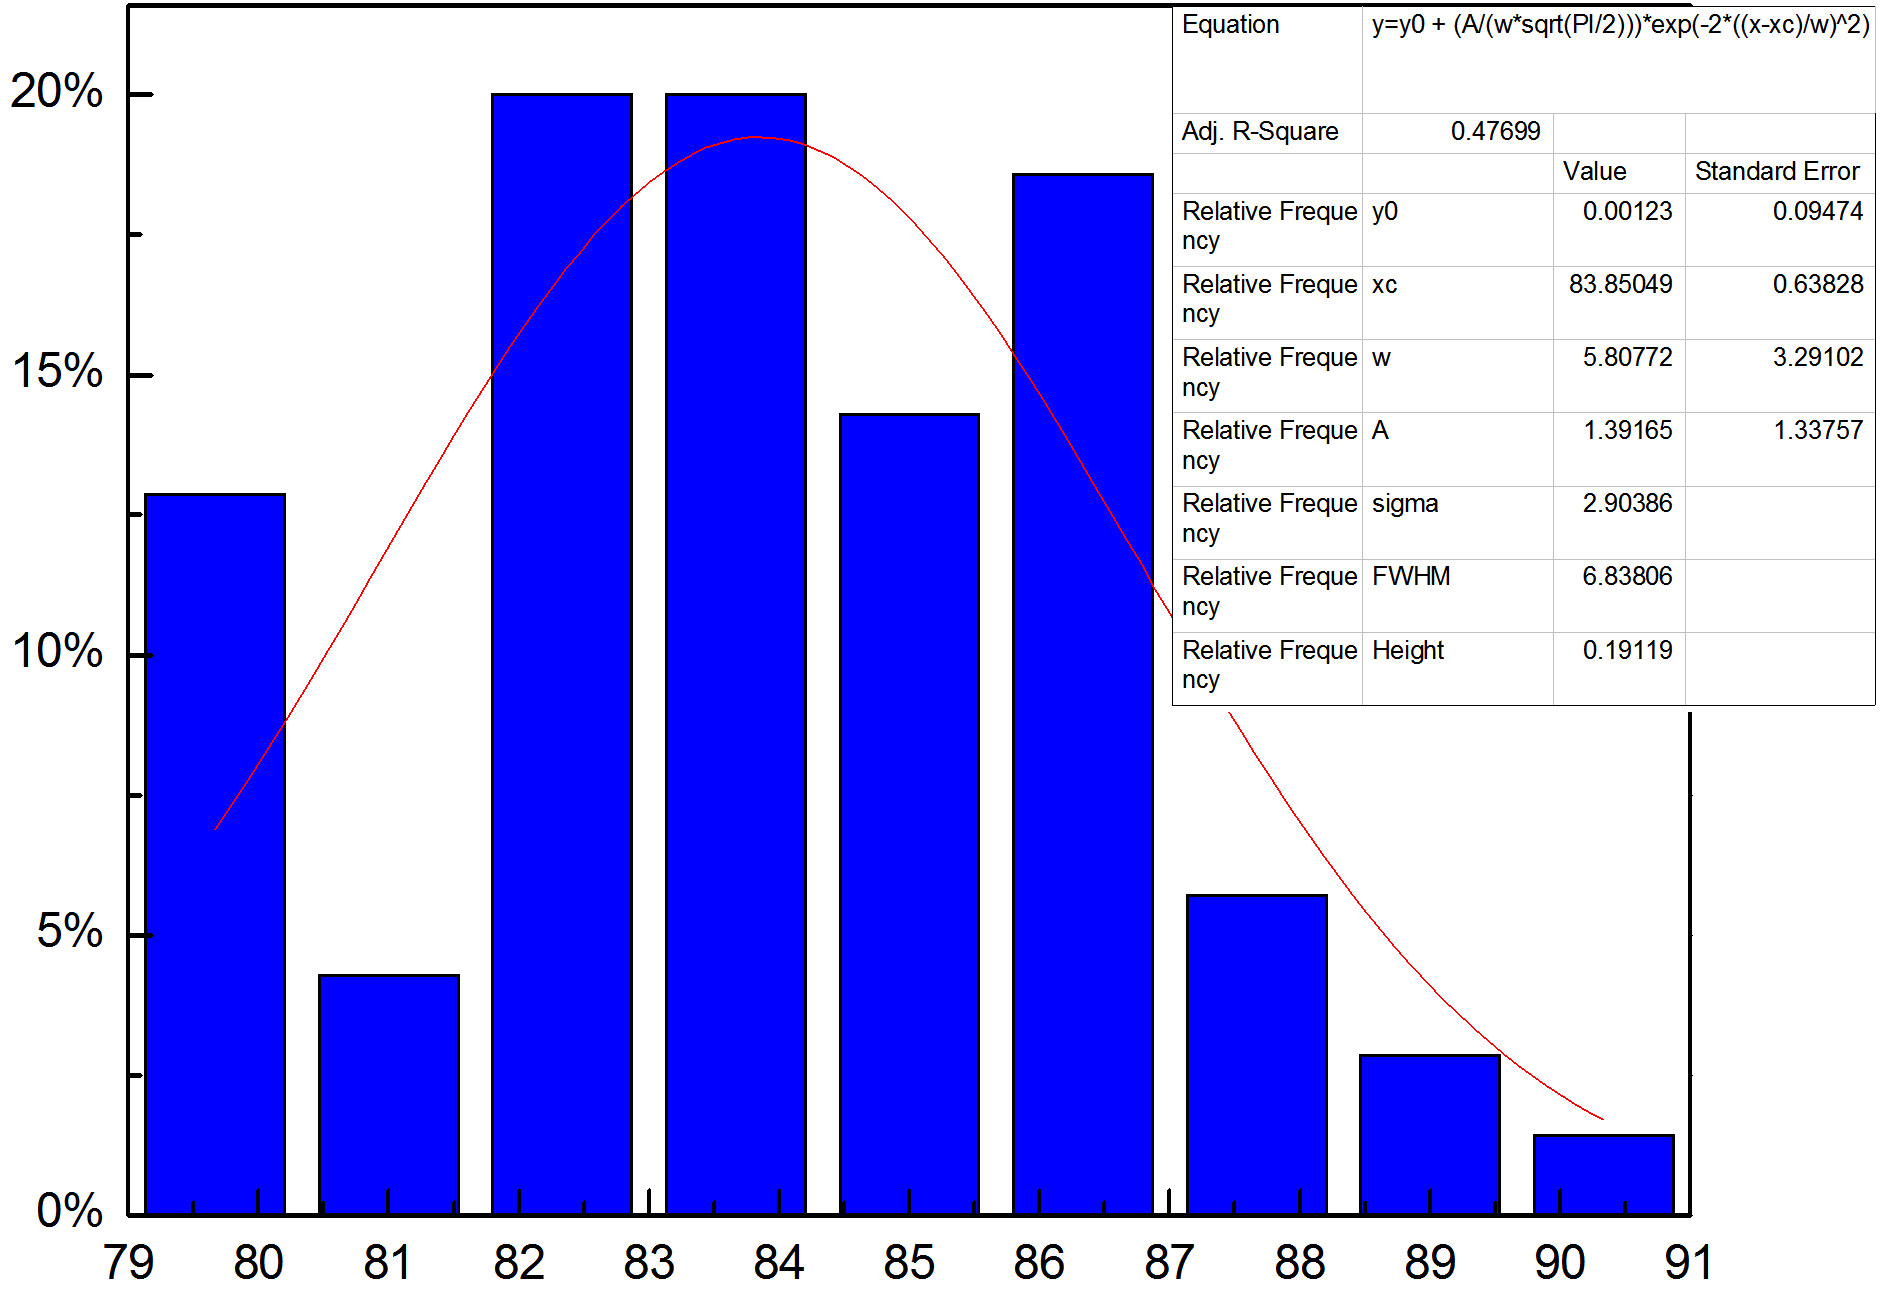 Equation y=y0 + (A/(w*sqrt(PI/2)))*exp(-2*((x-xc)/w)^2)
20%
Adj. R-Square 0.47699
Value Standard Error
Relative Freque y0 0.00123 0.09474
ncy
Relative Freque xc 83.85049 0.63828
ncy
15%
Relative Freque w 5.80772 3.29102
ncy
Relative Freque A 1.39165 1.33757
ncy
Relative Freque sigma 2.90386
ncy
Relative Freque FWHM 6.83806
ncy
10%
Relative Freque Height 0.19119
ncy
5%
0%
79 80 81 82 83 84 85 86 87 88 89 90 91